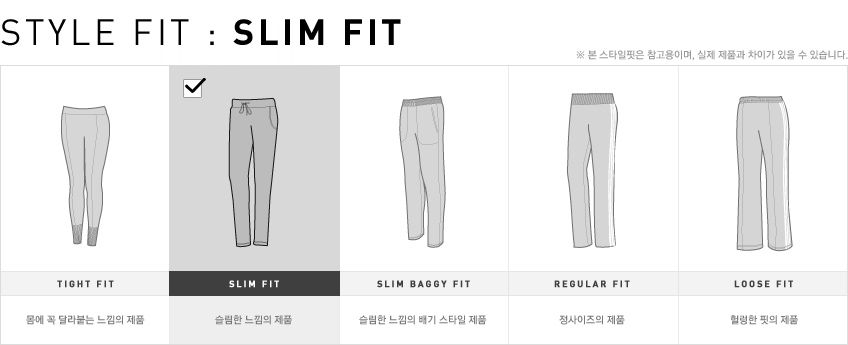 STYLE FIT : SLIM FIT
※ 본 스타일핏은 참고용이며, 실제 제품과 차이가 있을 수 있습니다.
TIGHT FIT
SLIM FIT
SLIM BAGGY FIT
REGULAR FIT
LOOSE FIT
몸에 꼭 달라붙는 느낌의 제품
슬림한 느낌의 제품
슬림한 느낌의 배기 스타일 제품
정사이즈의 제품
헐렁한 핏의 제품